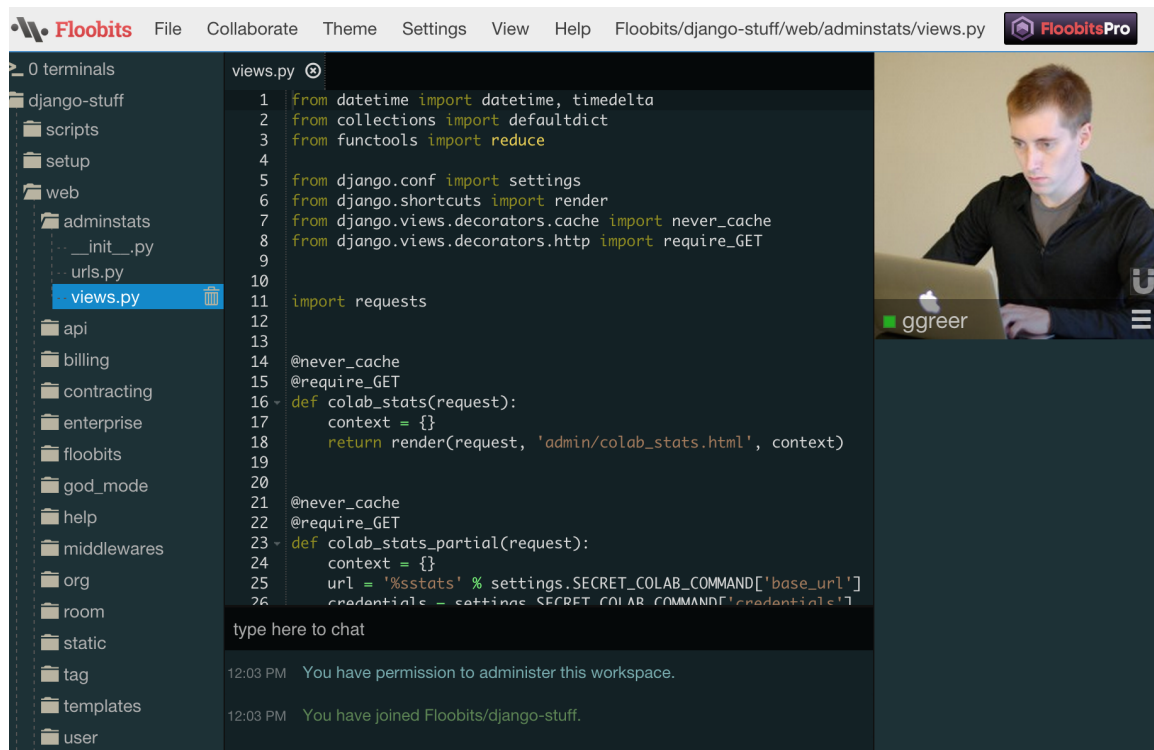 Floobits File Collaborate Theme Settings View Help Floobits/django-stuff/web/adminstats/views.py FloobitsPro
0 terminals
django-stuff
scripts
setup
web
adminstats
__init__.py
urls.py
views.py
api
billing
contracting
enterprise
floobits
god_mode
help
middlewares
org
room
static
tag
templates
user
views.py
1 from datetime import datetime, timedelta
2 from collections import defaultdict
3 from functools import reduce
4
5 from django.conf import settings
6 from django.shortcuts import render
7 from django.views.decorators.cache import never_cache
8 from django.views.decorators.http import require_GET
9
10
11 import requests
12
13
14 @never_cache
15 @require_GET
16 def colab_stats(request):
17     context = {}
18     return render(request, 'admin/colab_stats.html', context)
19
20
21 @never_cache
22 @require_GET
23 def colab_stats_partial(request):
24     context = {}
25     url = '%sstats' % settings.SECRET_COLAB_COMMAND['base_url']
26     credentials = settings.SECRET_COLAB_COMMAND['credentials']
type here to chat
12:03 PM You have permission to administer this workspace.
12:03 PM You have joined Floobits/django-stuff.
ggreer